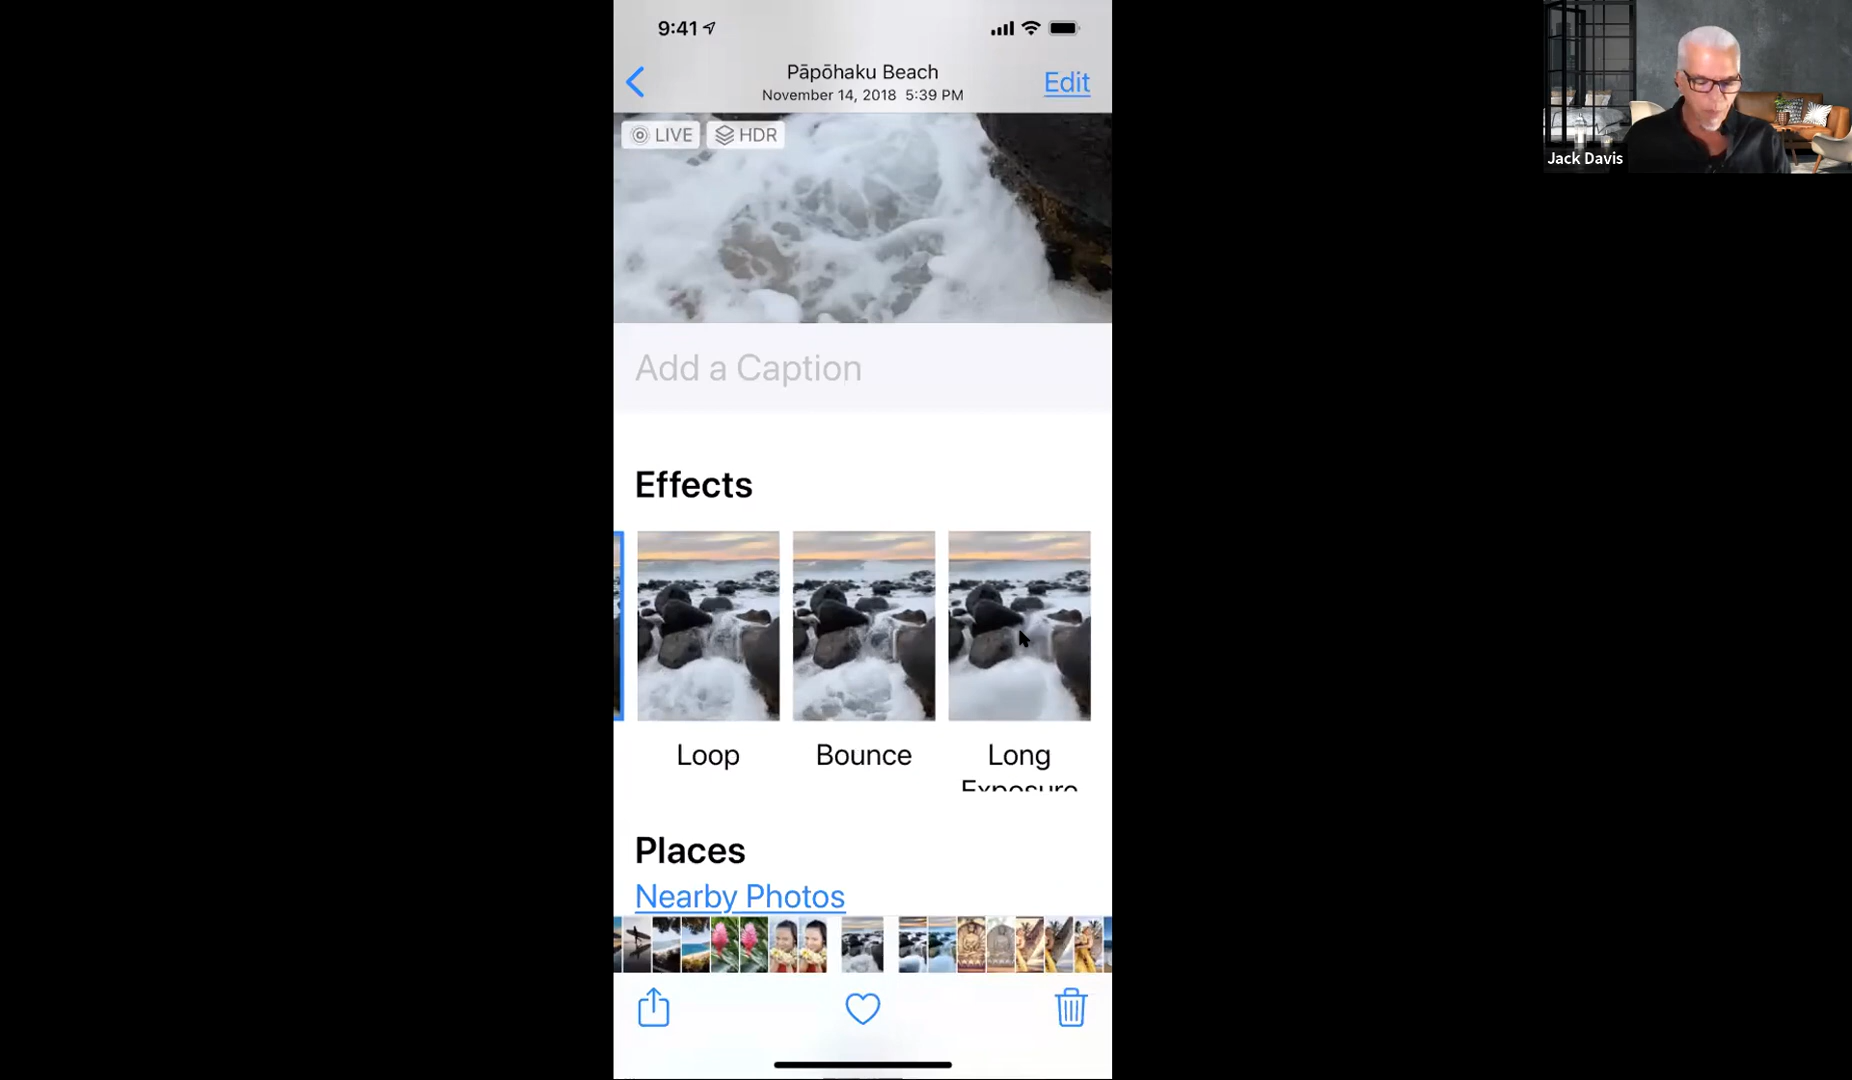 9:41
Pāpōhaku Beach
November 14, 2018 5:39 PM
Edit
LIVE
HDR
Jack Davis
Add a Caption
Effects
Loop
Bounce
Long
Exposure
Places
Nearby Photos